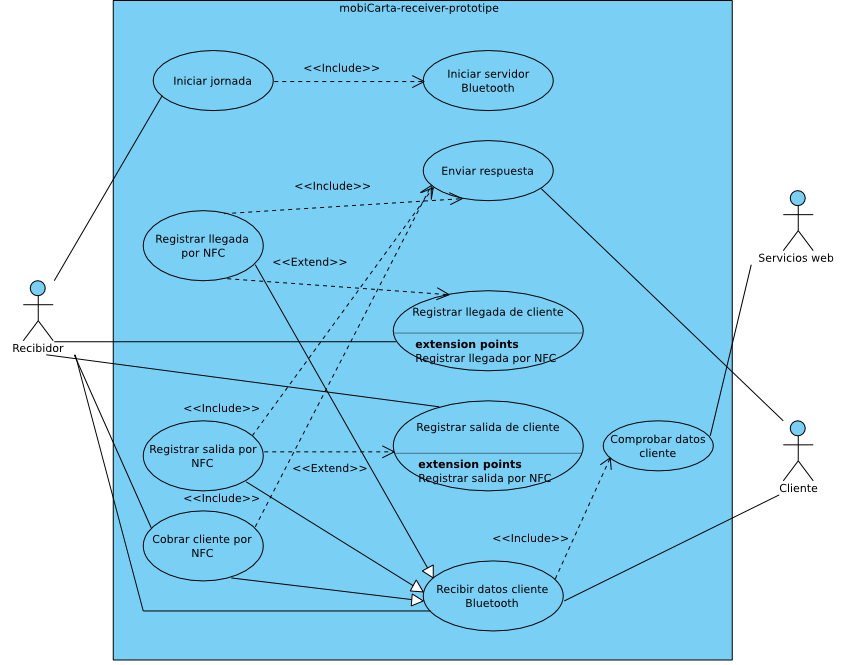 mobiCarta-receiver-prototipe
Iniciar jornada
<<Include>>
Iniciar servidor
Bluetooth
Enviar respuesta
<<Include>>
Registrar llegada
por NFC
<<Extend>>
Servicios web
Registrar llegada de cliente
extension points
Registrar llegada por NFC
Recibidor
<<Include>>
Registrar salida de cliente
extension points
Registrar salida por NFC
Registrar salida por
NFC
<<Extend>>
Comprobar datos
cliente
Cliente
<<Include>>
Cobrar cliente por
NFC
<<Include>>
Recibir datos cliente
Bluetooth